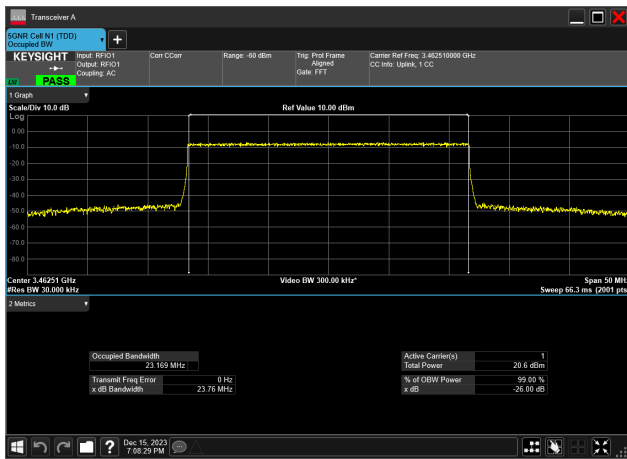 Transceiver A
5GNR Cell N1 (TDD)
Occupied BW
KEYSIGHT
Input: RFIO1
Output: RFIO1
Coupling: AC
Corr CCorr
Range: -60 dBm
Trig: Prot Frame
Aligned
Gate: FFT
Carrier Ref Freq: 3.462510000 GHz
CC Info: Uplink, 1 CC
PASS
1 Graph
Scale/Div 10.0 dB
Ref Value 10.00 dBm
Log
0.00
-10.0
-20.0
-30.0
-40.0
-50.0
-60.0
-70.0
-80.0
Center 3.46251 GHz
Video BW 300.00 kHz*
Span 50 MH
#Res BW 30.000 kHz
Sweep 66.3 ms (2001 pts
2 Metrics
Occupied Bandwidth
23.169 MHz
Transmit Freq Error 0 Hz
x dB Bandwidth 23.76 MHz
Active Carrier(s) 1
Total Power 20.6 dBm
% of OBW Power 99.00 %
x dB -26.00 dB
Dec 15, 2023
7:08:29 PM